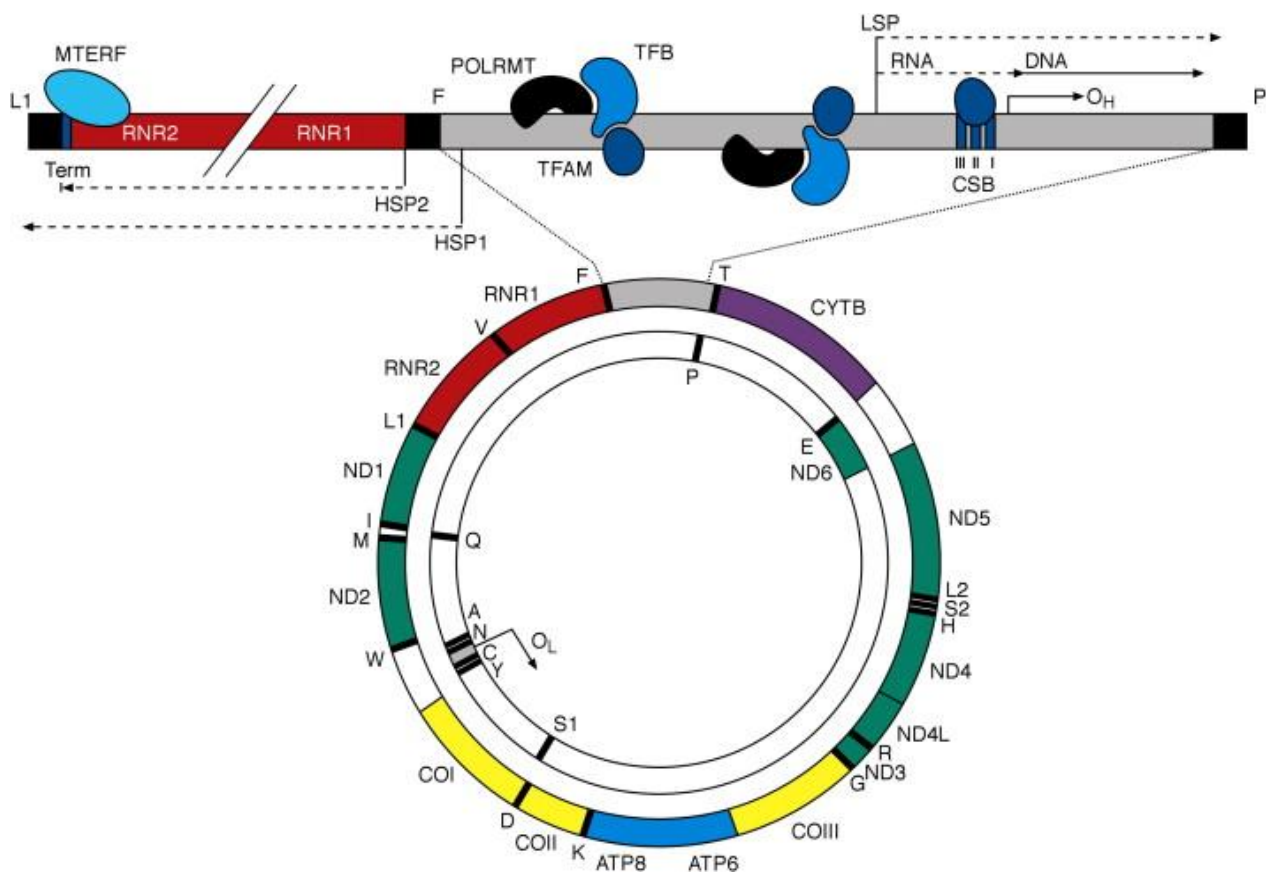 LSP
MTERF
TFB
POLRMT
RNA
DNA
L1
F
OH
P
RNR2
RNR1
Term
TFAM
III II I
CSB
HSP2
HSP1
F
T
RNR1
CYTB
V
P
RNR2
L1
E
ND6
ND1
ND5
I
M
Q
L2
S2
H
ND2
A
N
OL
C
Y
W
ND4
S1
ND4L
R
ND3
G
COI
D
COII
K
ATP8
ATP6
COIII